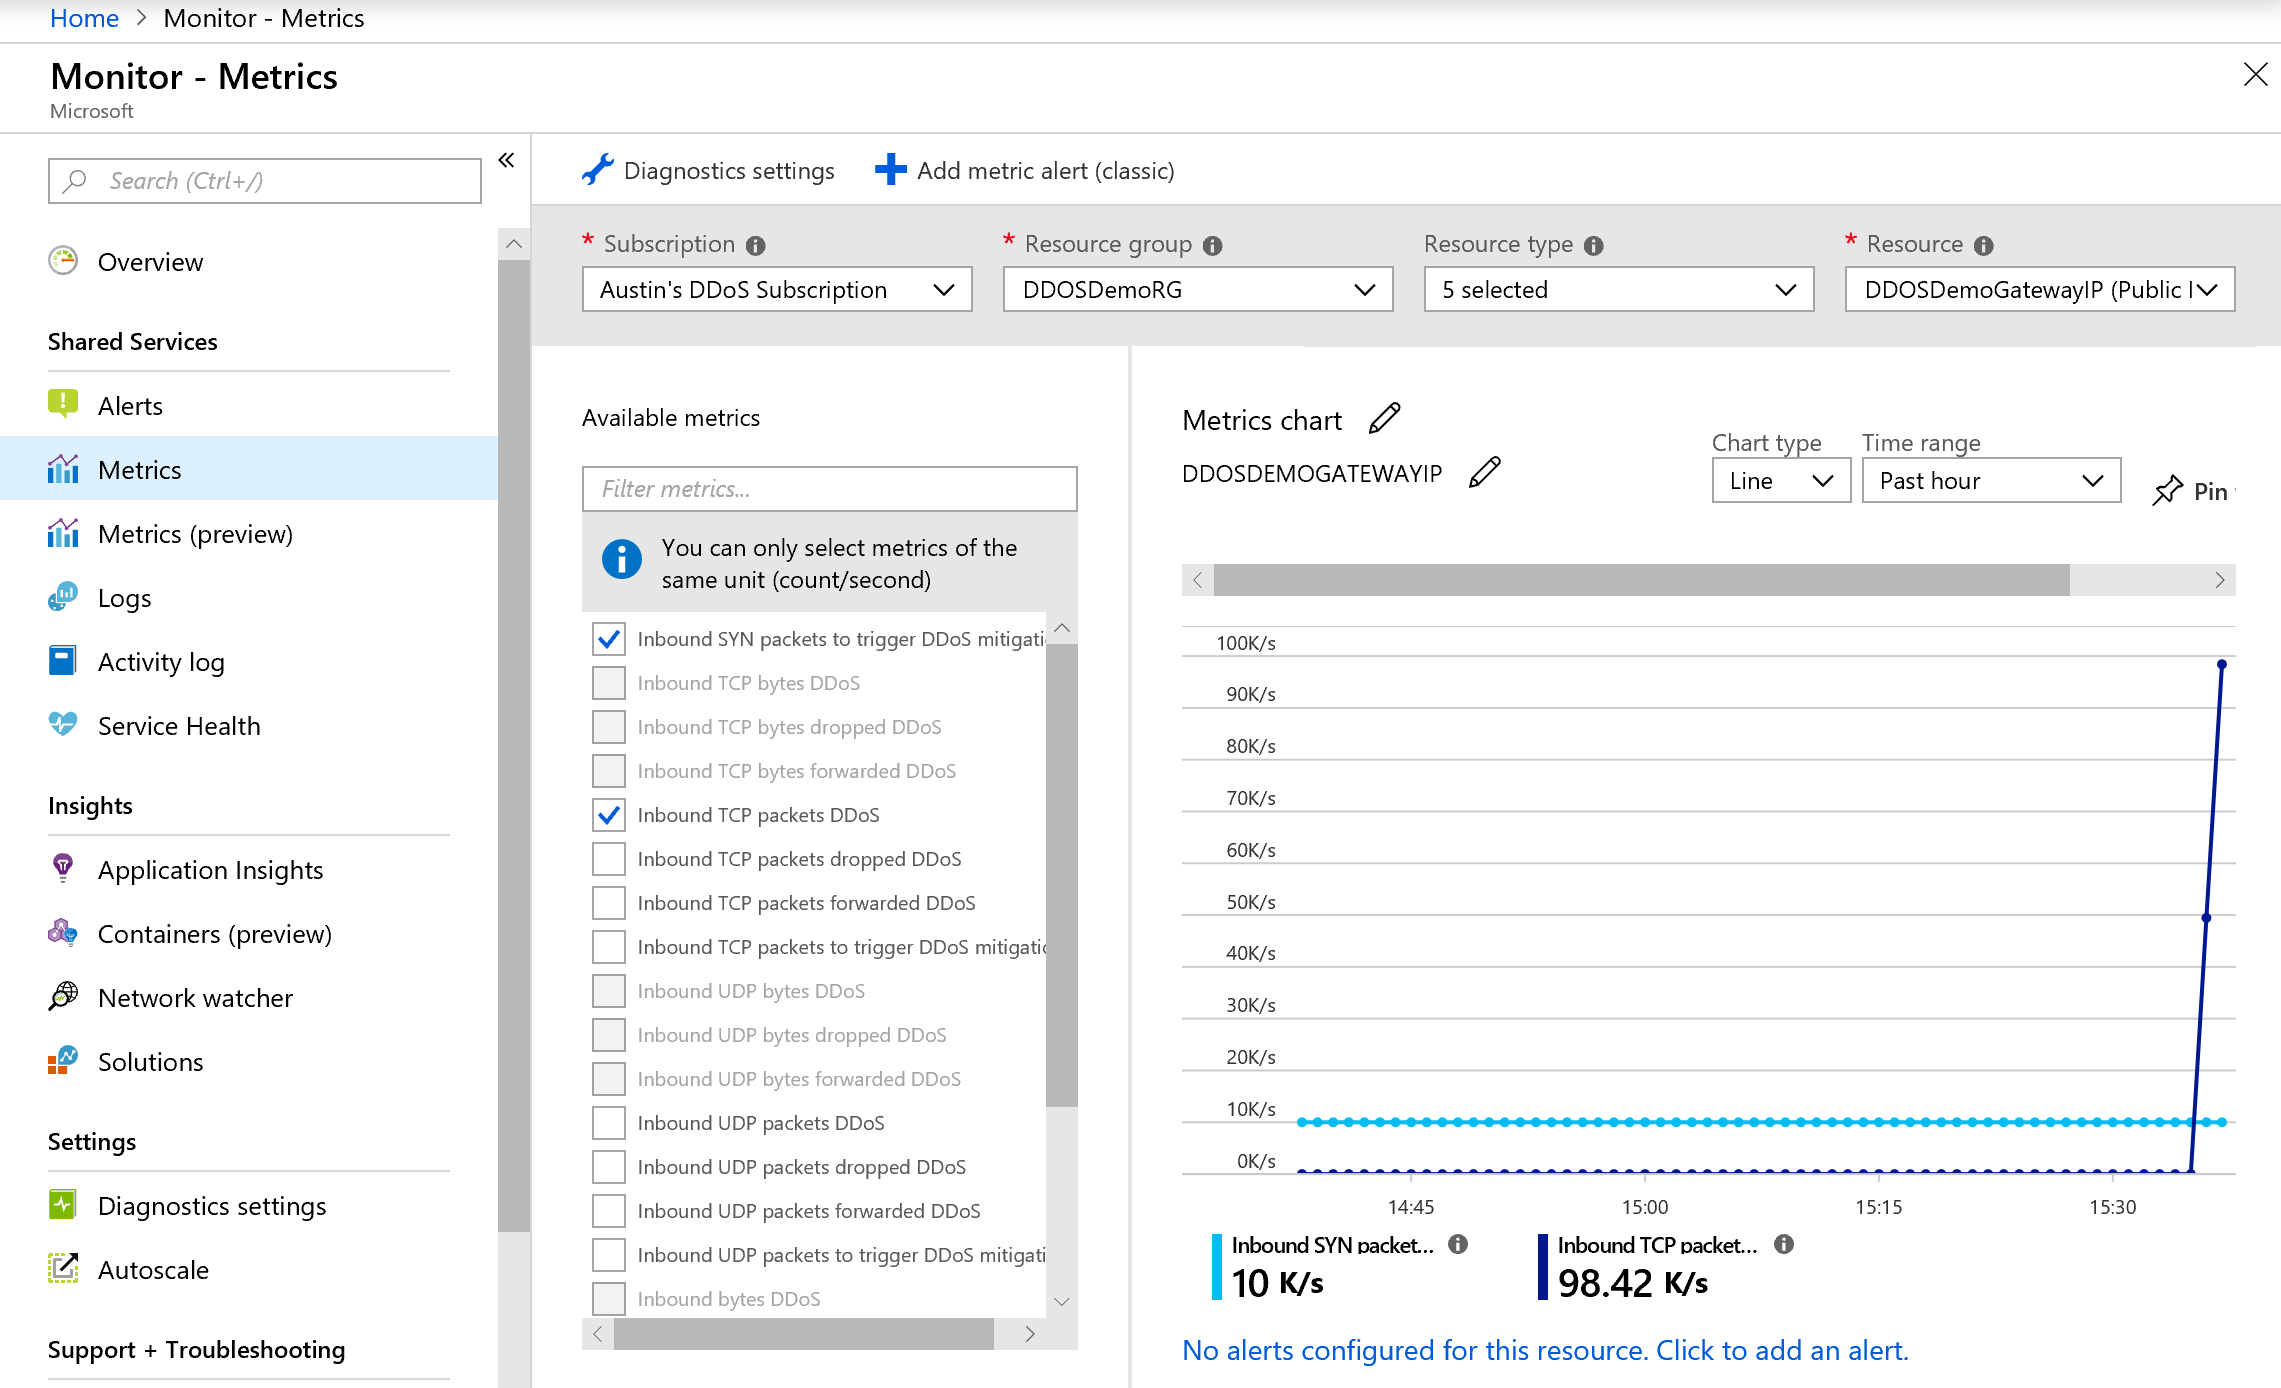 Home > Monitor - Metrics
Monitor - Metrics
Microsoft
Search (Ctrl+/)
Overview
Shared Services
Alerts
Metrics
Metrics (preview)
Logs
Activity log
Service Health
Insights
Application Insights
Containers (preview)
Network watcher
Solutions
Settings
Diagnostics settings
Autoscale
Support + Troubleshooting
Diagnostics settings
Add metric alert (classic)
* Subscription
Austin's DDoS Subscription
* Resource group
DDOSDemoRG
Resource type
5 selected
* Resource
DDOSDemoGatewayIP (Public I
Available metrics
Filter metrics...
You can only select metrics of the
same unit (count/second)
Inbound SYN packets to trigger DDoS mitigati
Inbound TCP bytes DDoS
Inbound TCP bytes dropped DDoS
Inbound TCP bytes forwarded DDoS
Inbound TCP packets DDoS
Inbound TCP packets dropped DDoS
Inbound TCP packets forwarded DDoS
Inbound TCP packets to trigger DDoS mitigatio
Inbound UDP bytes DDoS
Inbound UDP bytes dropped DDoS
Inbound UDP bytes forwarded DDoS
Inbound UDP packets DDoS
Inbound UDP packets dropped DDoS
Inbound UDP packets forwarded DDoS
Inbound UDP packets to trigger DDoS mitigati
Inbound bytes DDoS
Metrics chart
DDOSDEMOGATEWAYIP
Chart type
Line
Time range
Past hour
Pin
100K/s
90K/s
80K/s
70K/s
60K/s
50K/s
40K/s
30K/s
20K/s
10K/s
0K/s
14:45 15:00 15:15 15:30
Inbound SYN packet...
10 K/s
Inbound TCP packet...
98.42 K/s
No alerts configured for this resource. Click to add an alert.